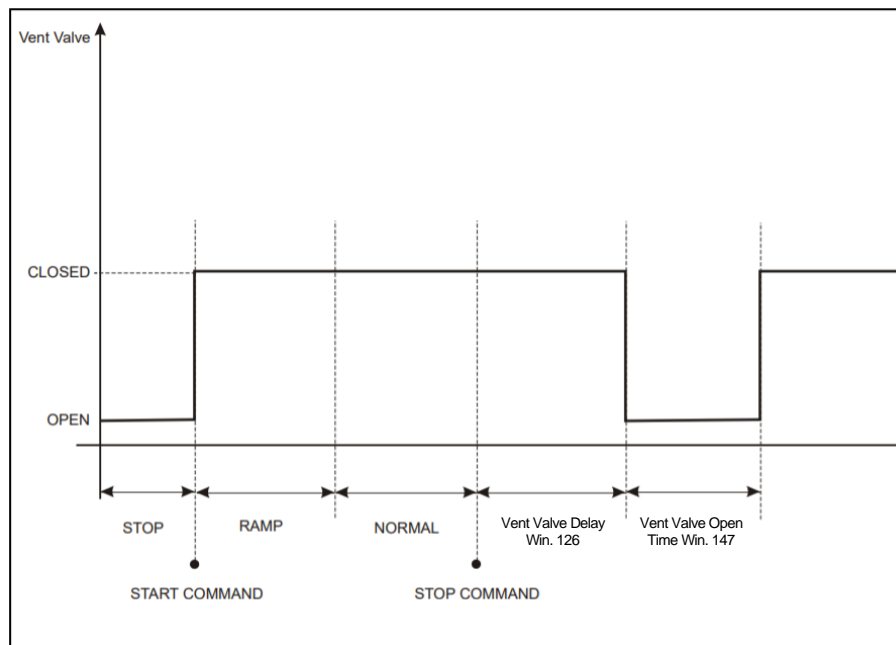 Vent Valve
CLOSED
OPEN
STOP
RAMP
NORMAL
Vent Valve Delay
Win. 126
Vent Valve Open
Time Win. 147
START COMMAND
STOP COMMAND